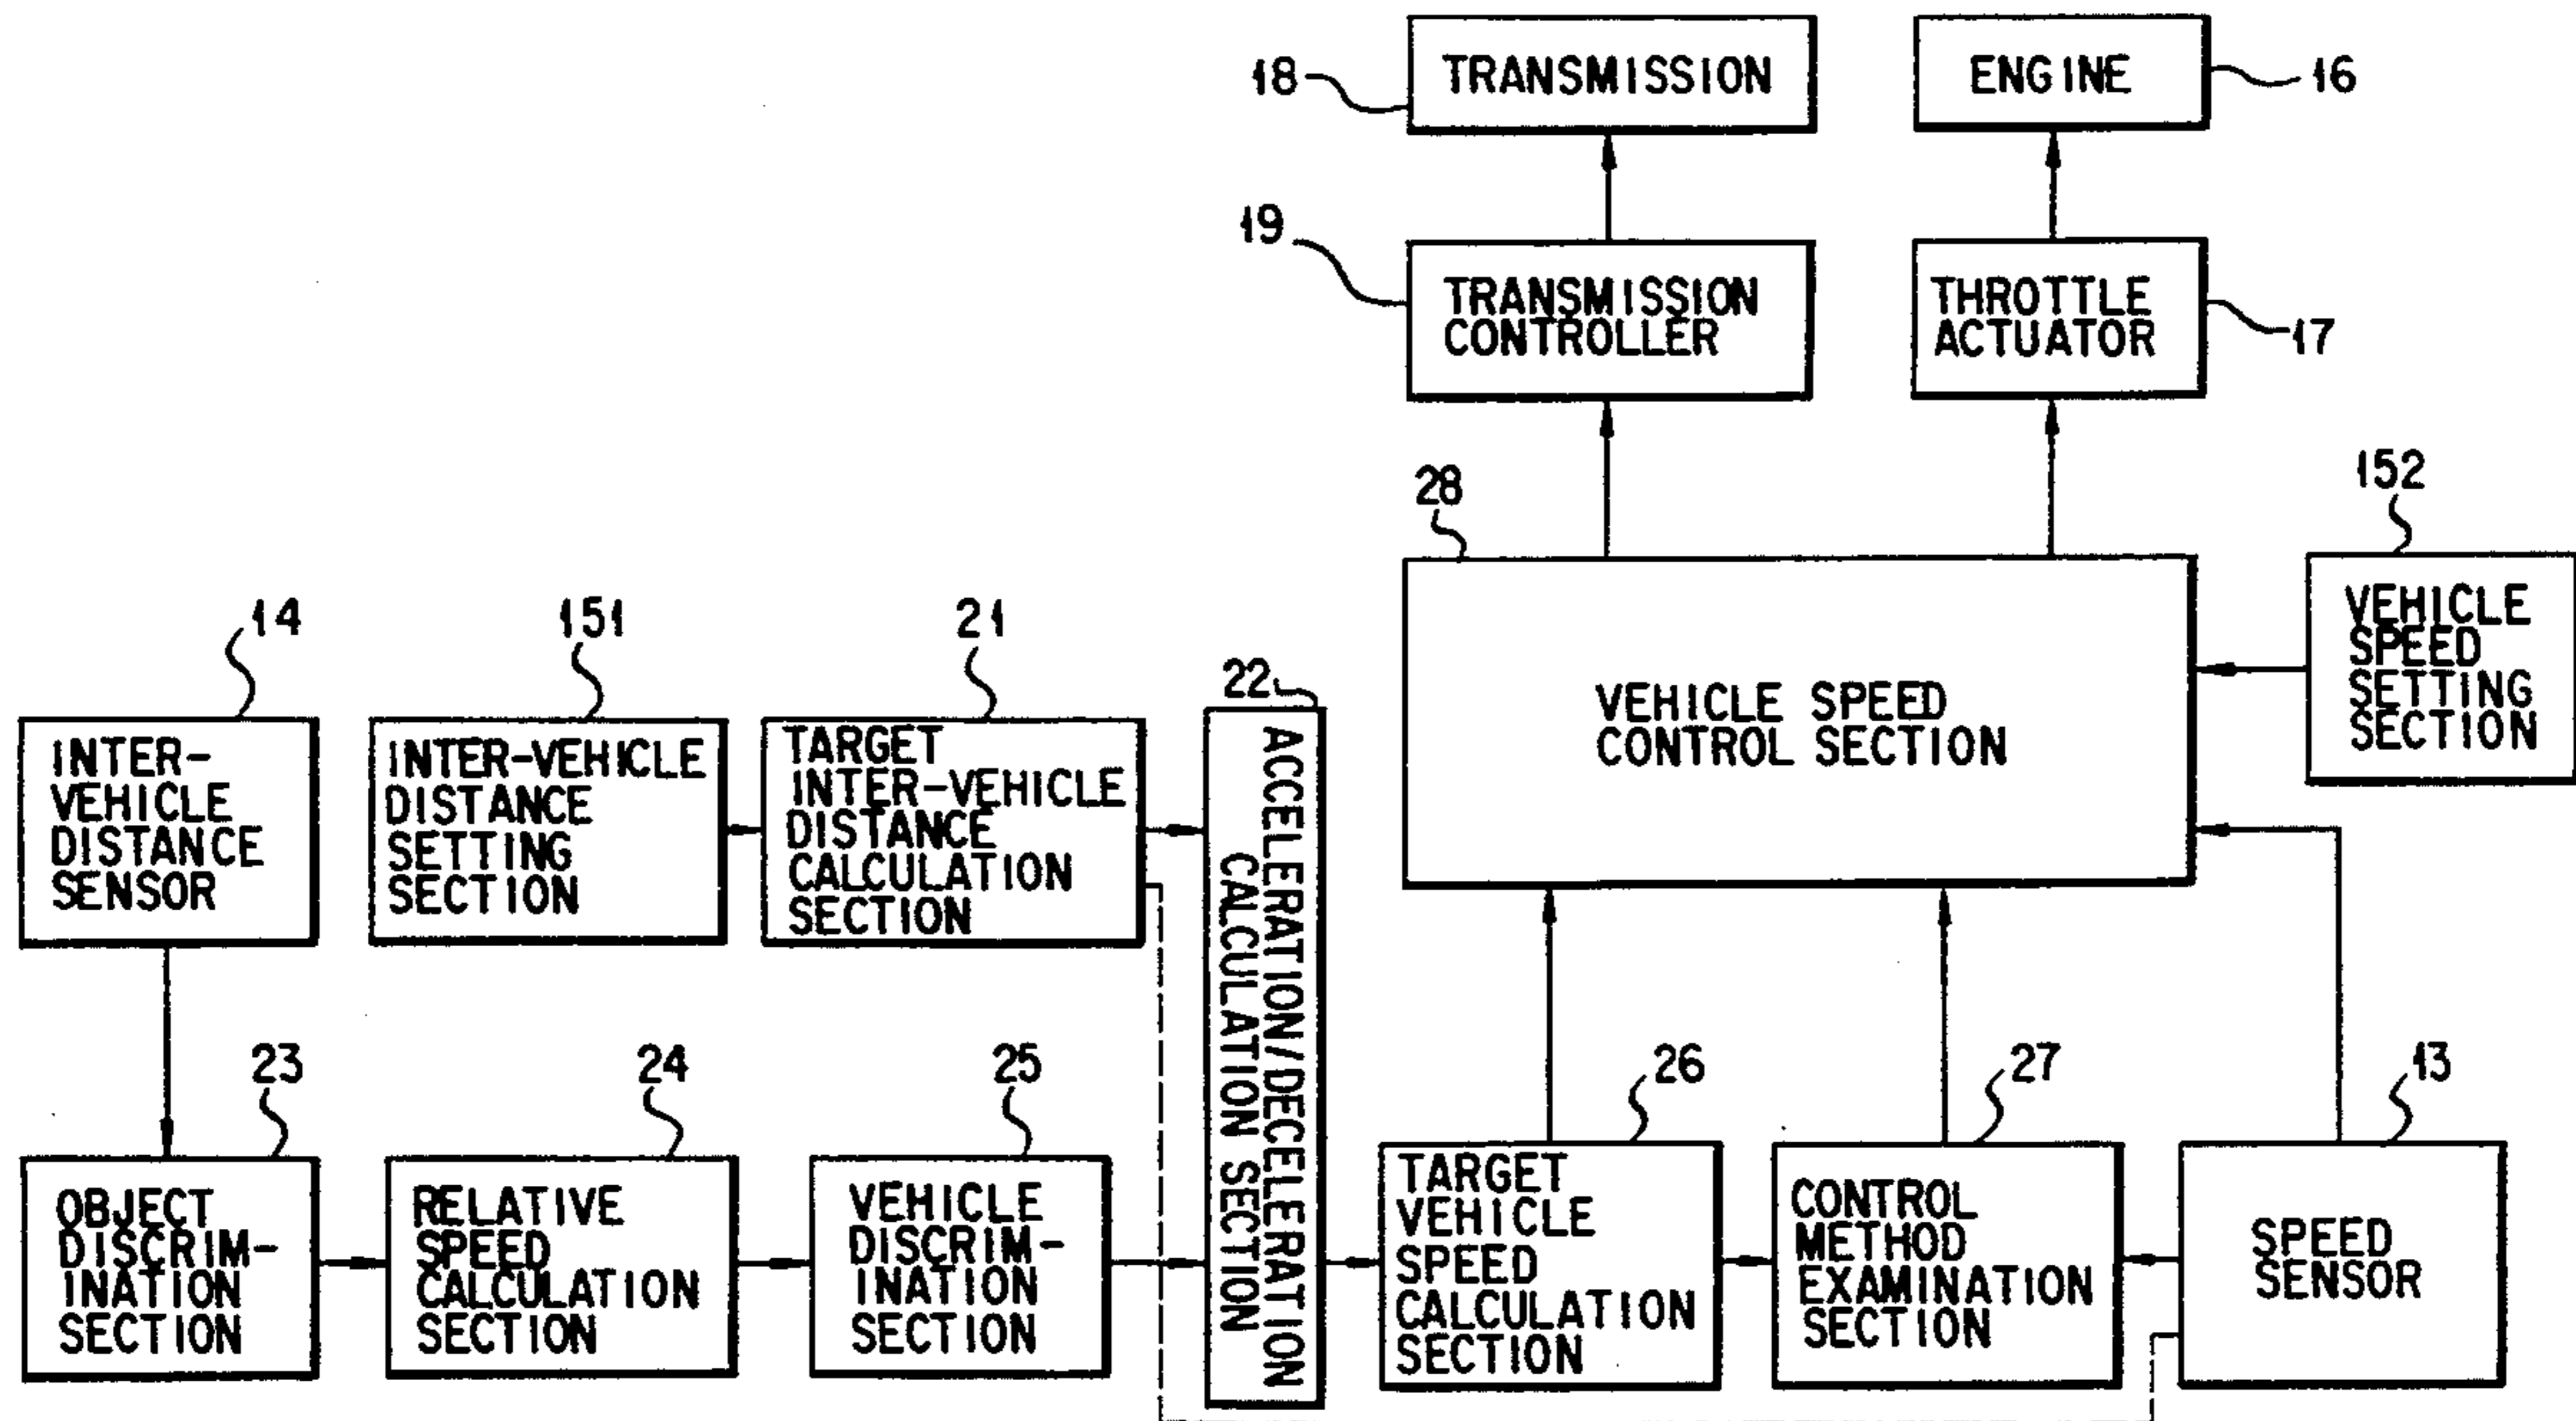 18
TRANSMISSION
ENGINE
16
19
TRANSMISSION
CONTROLLER
THROTTLE
ACTUATOR
17
28
152
VEHICLE SPEED
CONTROL SECTION
VEHICLE
SPEED
SETTING
SECTION
14
INTER-
VEHICLE
DISTANCE
SENSOR
151
INTER-VEHICLE
DISTANCE
SETTING
SECTION
21
TARGET
INTER-VEHICLE
DISTANCE
CALCULATION
SECTION
22
ACCELERATION/DECELERATION
CALCULATION SECTION
23
OBJECT
DISCRIM-
INATION
SECTION
24
RELATIVE
SPEED
CALCULATION
SECTION
25
VEHICLE
DISCRIM-
INATION
SECTION
26
TARGET
VEHICLE
SPEED
CALCULATION
SECTION
27
CONTROL
METHOD
EXAMINATION
SECTION
13
SPEED
SENSOR